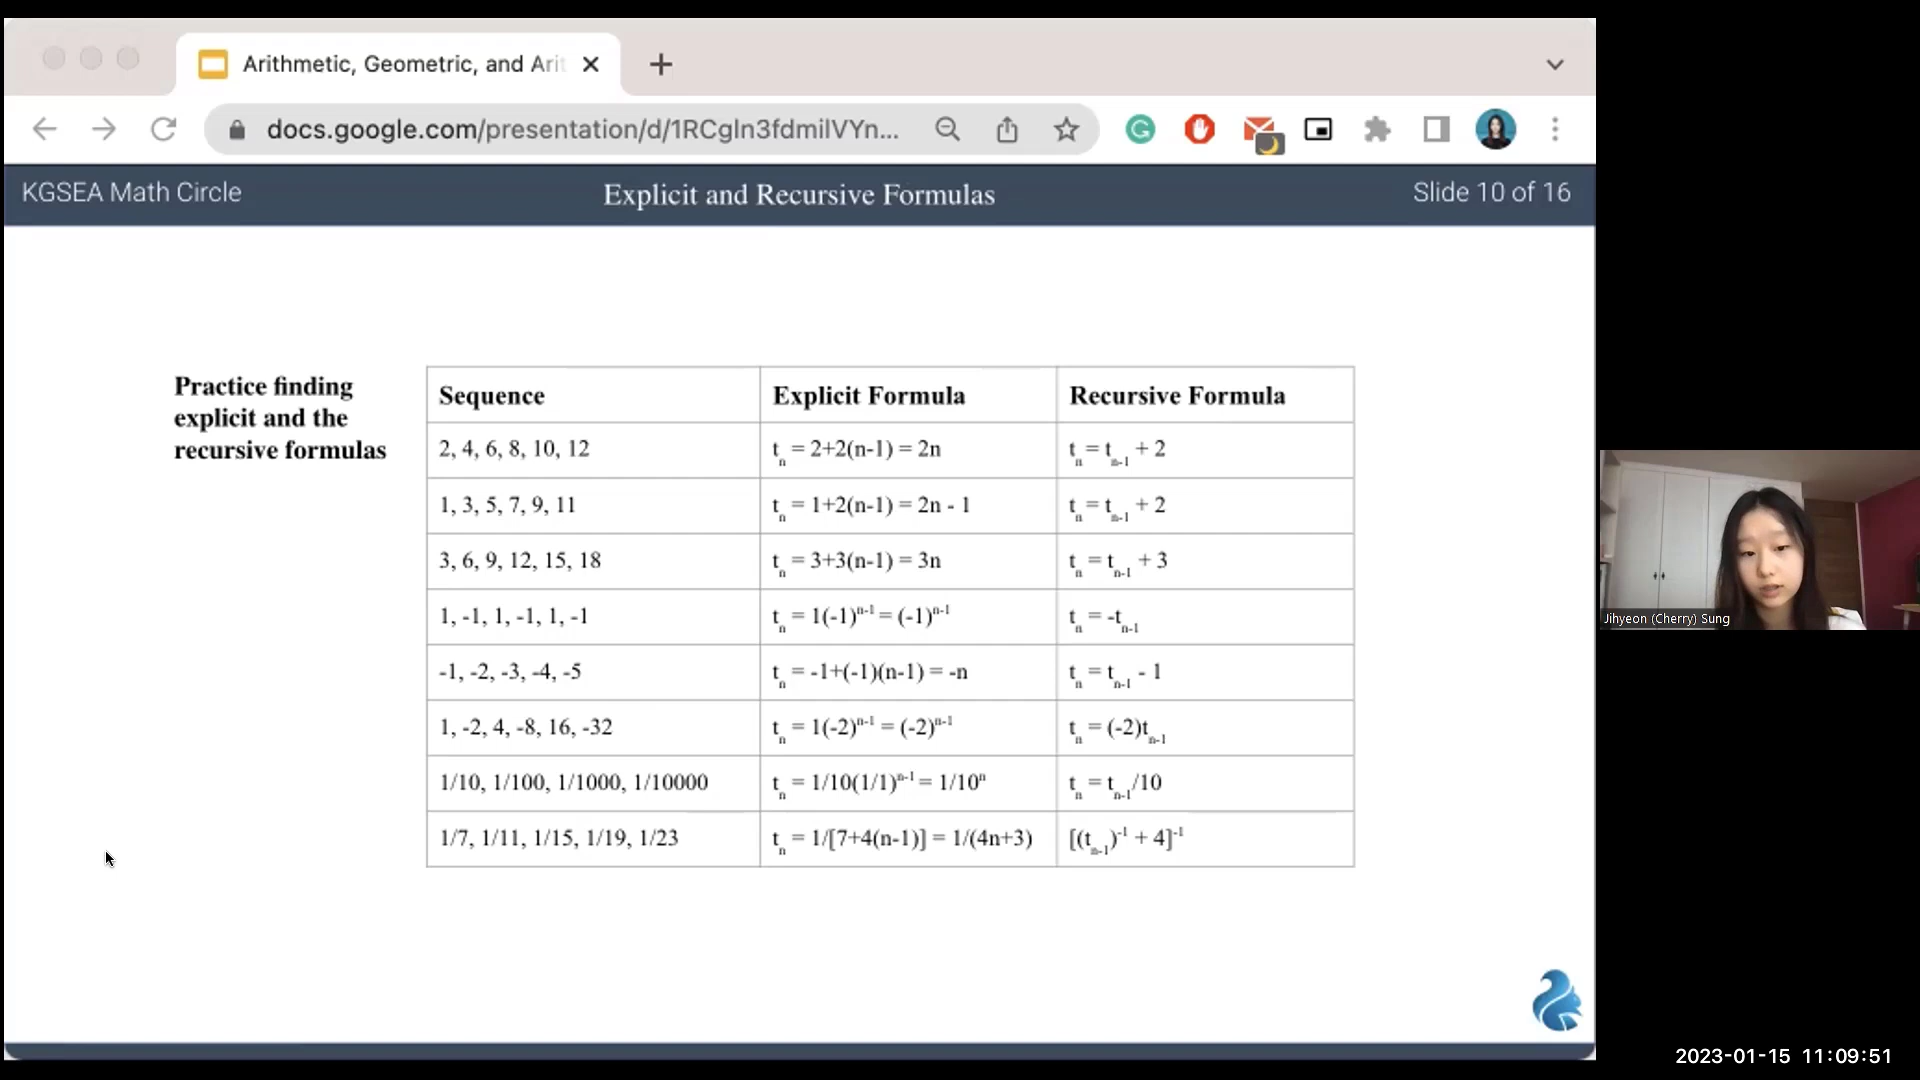 Arithmetic, Geometric, and Arit
docs.google.com/presentation/d/1RCgln3fdmilVYn...
KGSEA Math Circle
Explicit and Recursive Formulas
Slide 10 of 16
Practice finding
explicit and the
recursive formulas
Sequence Explicit Formula Recursive Formula
2, 4, 6, 8, 10, 12 tₙ = 2+2(n-1) = 2n tₙ = tₙ₋₁ + 2
1, 3, 5, 7, 9, 11 tₙ = 1+2(n-1) = 2n - 1 tₙ = tₙ₋₁ + 2
3, 6, 9, 12, 15, 18 tₙ = 3+3(n-1) = 3n tₙ = tₙ₋₁ + 3
1, -1, 1, -1, 1, -1 tₙ = 1(-1)ⁿ⁻¹ = (-1)ⁿ⁻¹ tₙ = -tₙ₋₁
-1, -2, -3, -4, -5 tₙ = -1+(-1)(n-1) = -n tₙ = tₙ₋₁ - 1
1, -2, 4, -8, 16, -32 tₙ = 1(-2)ⁿ⁻¹ = (-2)ⁿ⁻¹ tₙ = (-2)tₙ₋₁
1/10, 1/100, 1/1000, 1/10000 tₙ = 1/10(1/1)ⁿ⁻¹ = 1/10ⁿ tₙ = tₙ₋₁/10
1/7, 1/11, 1/15, 1/19, 1/23 tₙ = 1/[7+4(n-1)] = 1/(4n+3) [(tₙ₋₁)⁻¹ + 4]⁻¹
Jihyeon (Cherry) Sung
2023-01-15 11:09:51